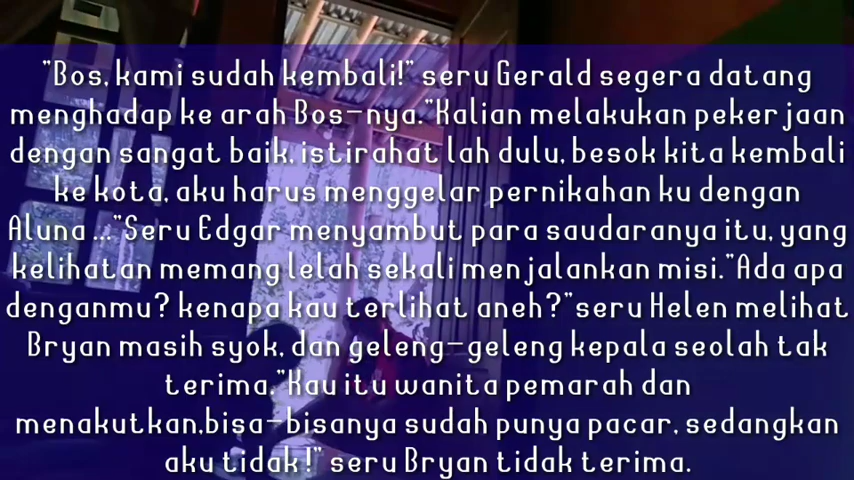 "Bos, kami sudah kembali!" seru Gerald segera datang
menghadap ke arah Bos-nya."Kalian melakukan pekerjaan
dengan sangat baik, istirahat lah dulu, besok kita kembali
ke kota, aku harus menggelar pernikahan ku dengan
Aluna ..."Seru Edgar menyambut para saudaranya itu, yang
kelihatan memang lelah sekali menjalankan misi."Ada apa
denganmu? kenapa kau terlihat aneh?"seru Helen melihat
Bryan masih syok, dan geleng-geleng kepala seolah tak
terima."Kau itu wanita pemarah dan
menakutkan,bisa-bisanya sudah punya pacar, sedangkan
aku tidak!" seru Bryan tidak terima.